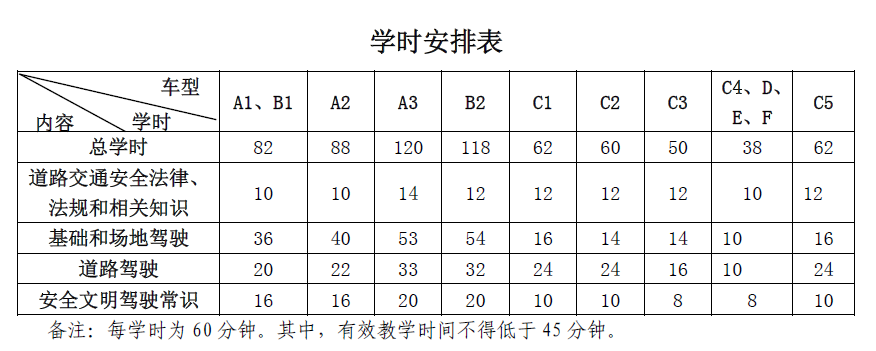 学时安排表
车型
内容 学时
A1、B1 A2 A3 B2 C1 C2 C3 C4、D、E、F C5
总学时 82 88 120 118 62 60 50 38 62
道路交通安全法律、
法规和相关知识 10 10 14 12 12 12 12 10 12
基础和场地驾驶 36 40 53 54 16 14 14 10 16
道路驾驶 20 22 33 32 24 24 16 10 24
安全文明驾驶常识 16 16 20 20 10 10 8 8 10
备注：每学时为 60 分钟。其中，有效教学时间不得低于 45 分钟。